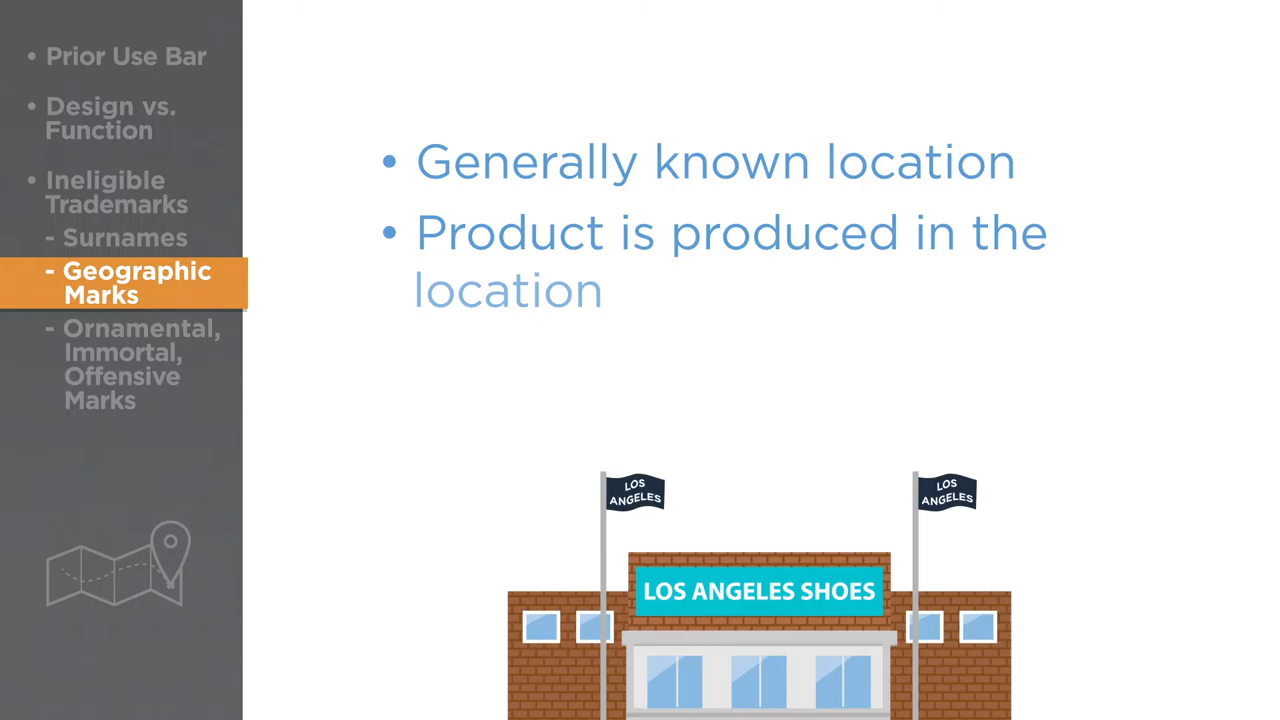 • Prior Use Bar
• Design vs.
Function
• Ineligible
Trademarks
- Surnames
- Geographic
Marks
- Ornamental,
Immortal,
Offensive
Marks
• Generally known location
• Product is produced in the
location
LOS
ANGELES
LOS
ANGELES
LOS ANGELES SHOES